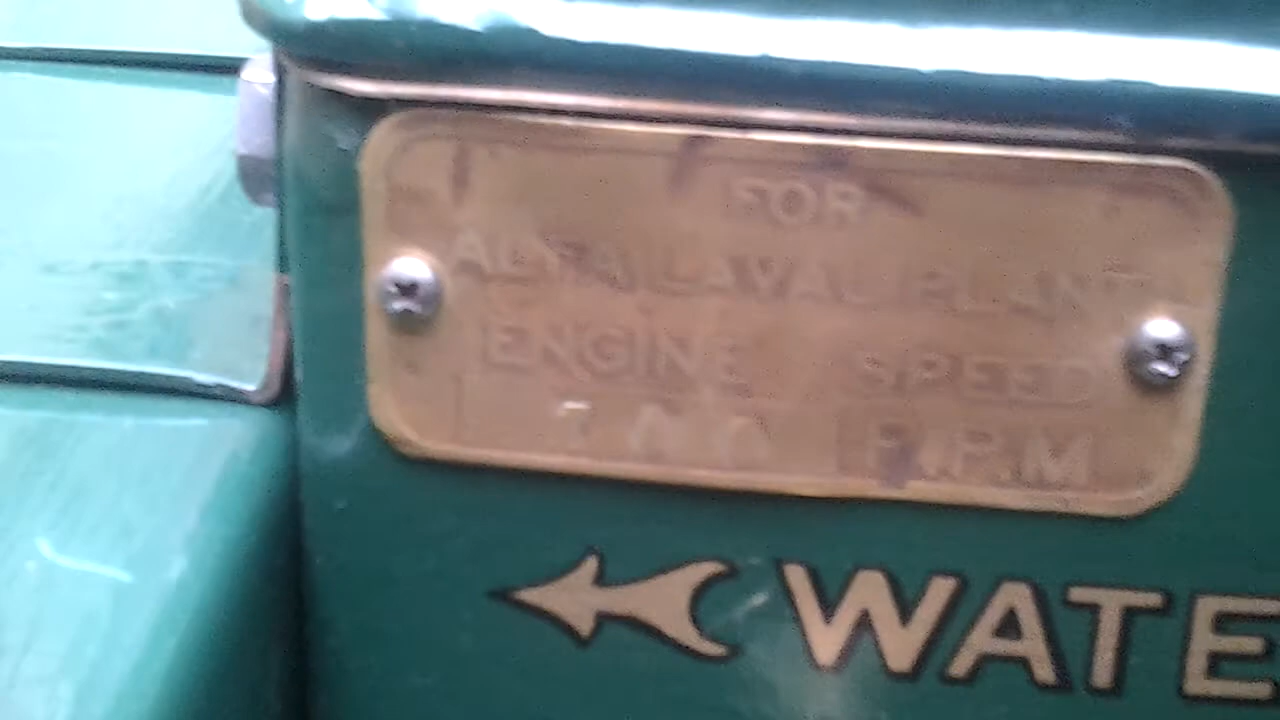 FOR
ALFA LAVAL PLANT
ENGINE SPEED
R.P.M
WATE